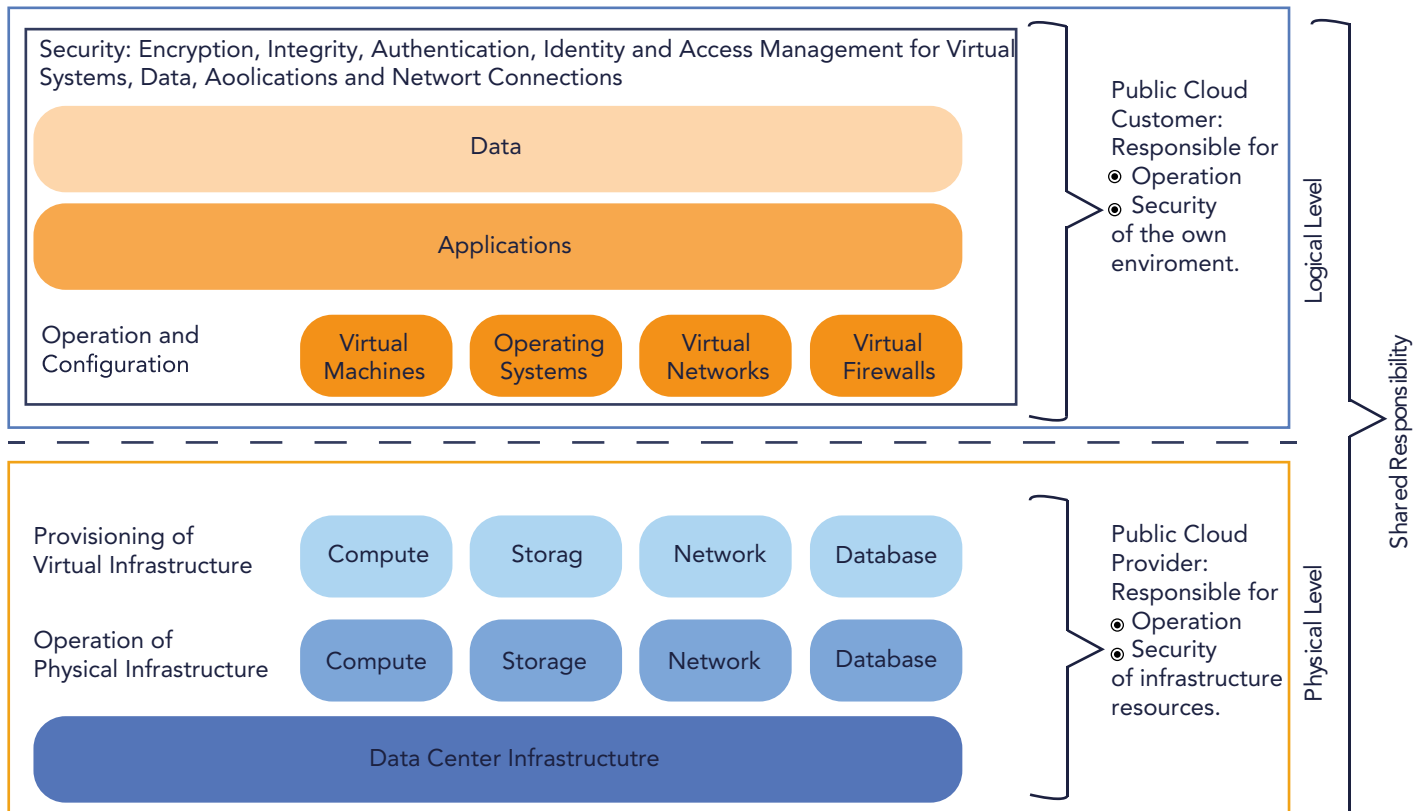 Security: Encryption, Integrity, Authentication, Identity and Access Management for Virtual
Systems, Data, Aoolications and Networt Connections
Data
Applications
Operation and
Configuration
Virtual
Machines
Operating
Systems
Virtual
Networks
Virtual
Firewalls
Public Cloud
Customer:
Responsible for
Operation
Security
of the own
enviroment.
Logical Level
Shared Responsibility
Provisioning of
Virtual Infrastructure
Compute
Storag
Network
Database
Operation of
Physical Infrastructure
Compute
Storage
Network
Database
Data Center Infrastructutre
Public Cloud
Provider:
Responsible for
Operation
Security
of infrastructure
resources.
Physical Level